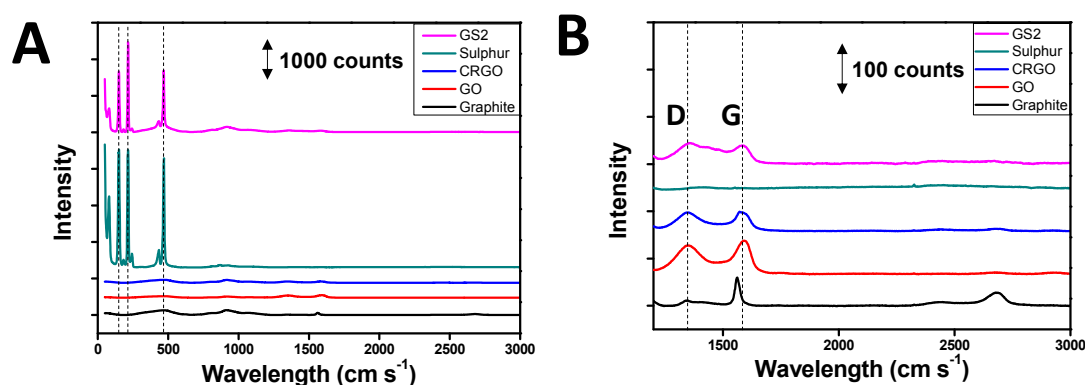 A
1000 counts
GS2
Sulphur
CRGO
GO
Graphite
Intensity
0 500 1000 1500 2000 2500 3000
Wavelength (cm s⁻¹)
B
100 counts
GS2
Sulphur
CRGO
GO
Graphite
D G
Intensity
1500 2000 2500 3000
Wavelength (cm s⁻¹)